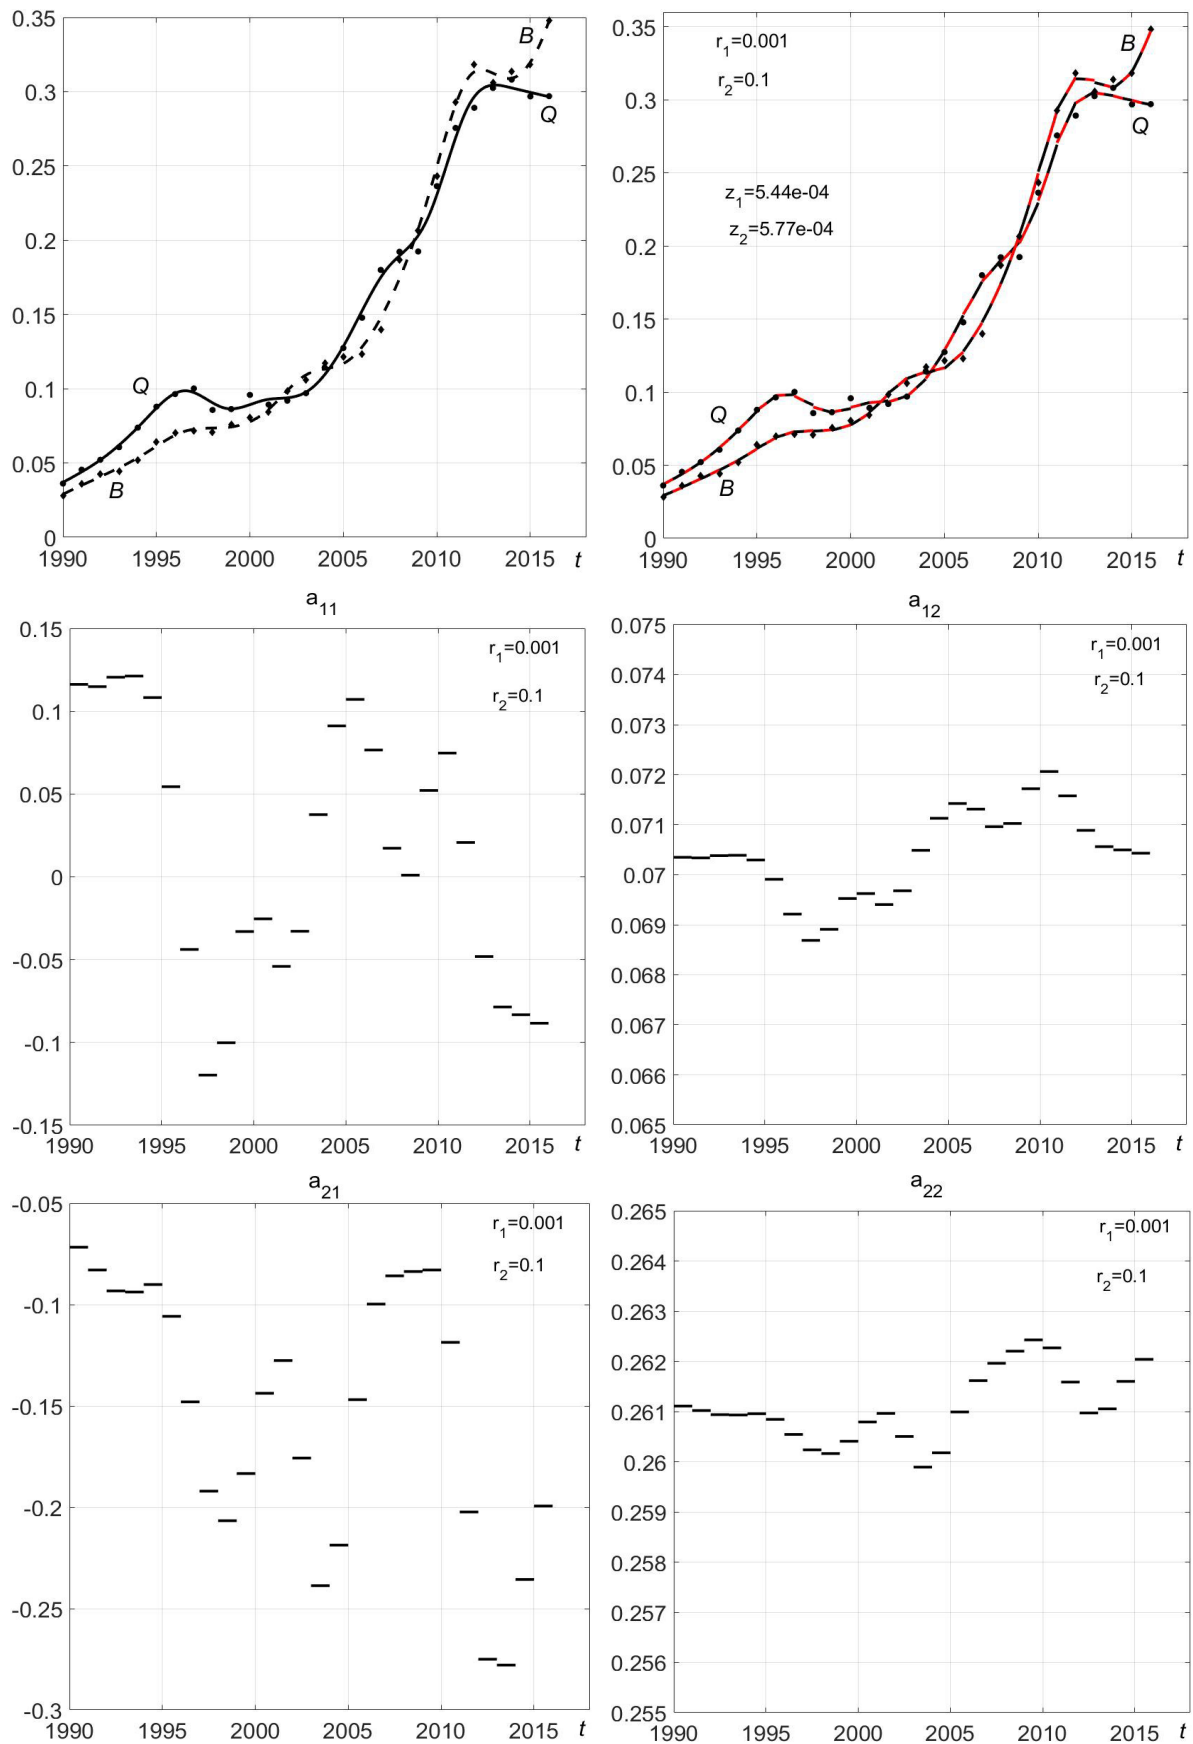 0.35
0.3
0.25
0.2
0.15
0.1
0.05
0
B
Q
Q
B
1990 1995 2000 2005 2010 2015 t
0.35
0.3
0.25
0.2
0.15
0.1
0.05
0
r1=0.001
r2=0.1
z1=5.44e-04
z2=5.77e-04
B
Q
Q
B
1990 1995 2000 2005 2010 2015 t
a11
0.15
0.1
0.05
0
-0.05
-0.1
-0.15
r1=0.001
r2=0.1
1990 1995 2000 2005 2010 2015 t
a12
0.075
0.074
0.073
0.072
0.071
0.07
0.069
0.068
0.067
0.066
0.065
r1=0.001
r2=0.1
1990 1995 2000 2005 2010 2015 t
a21
-0.05
-0.1
-0.15
-0.2
-0.25
-0.3
r1=0.001
r2=0.1
1990 1995 2000 2005 2010 2015 t
a22
0.265
0.264
0.263
0.262
0.261
0.26
0.259
0.258
0.257
0.256
0.255
r1=0.001
r2=0.1
1990 1995 2000 2005 2010 2015 t